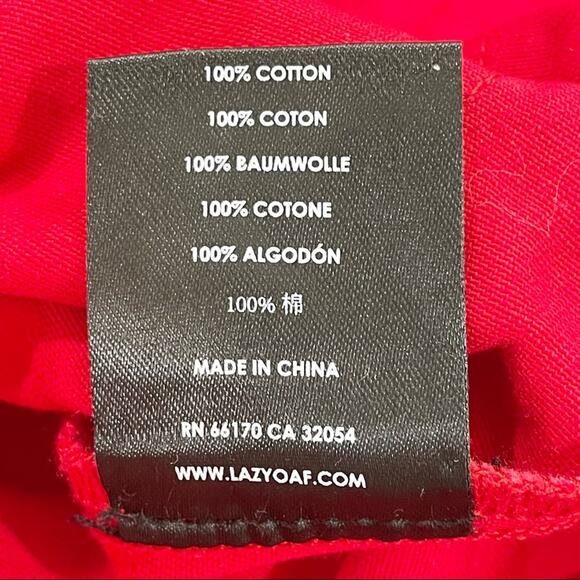 100% COTTON
100% COTON
100% BAUMWOLLE
100% COTONE
100% ALGODÓN
100% 棉
MADE IN CHINA
RN 66170 CA 32054
WWW.LAZYOAF.COM